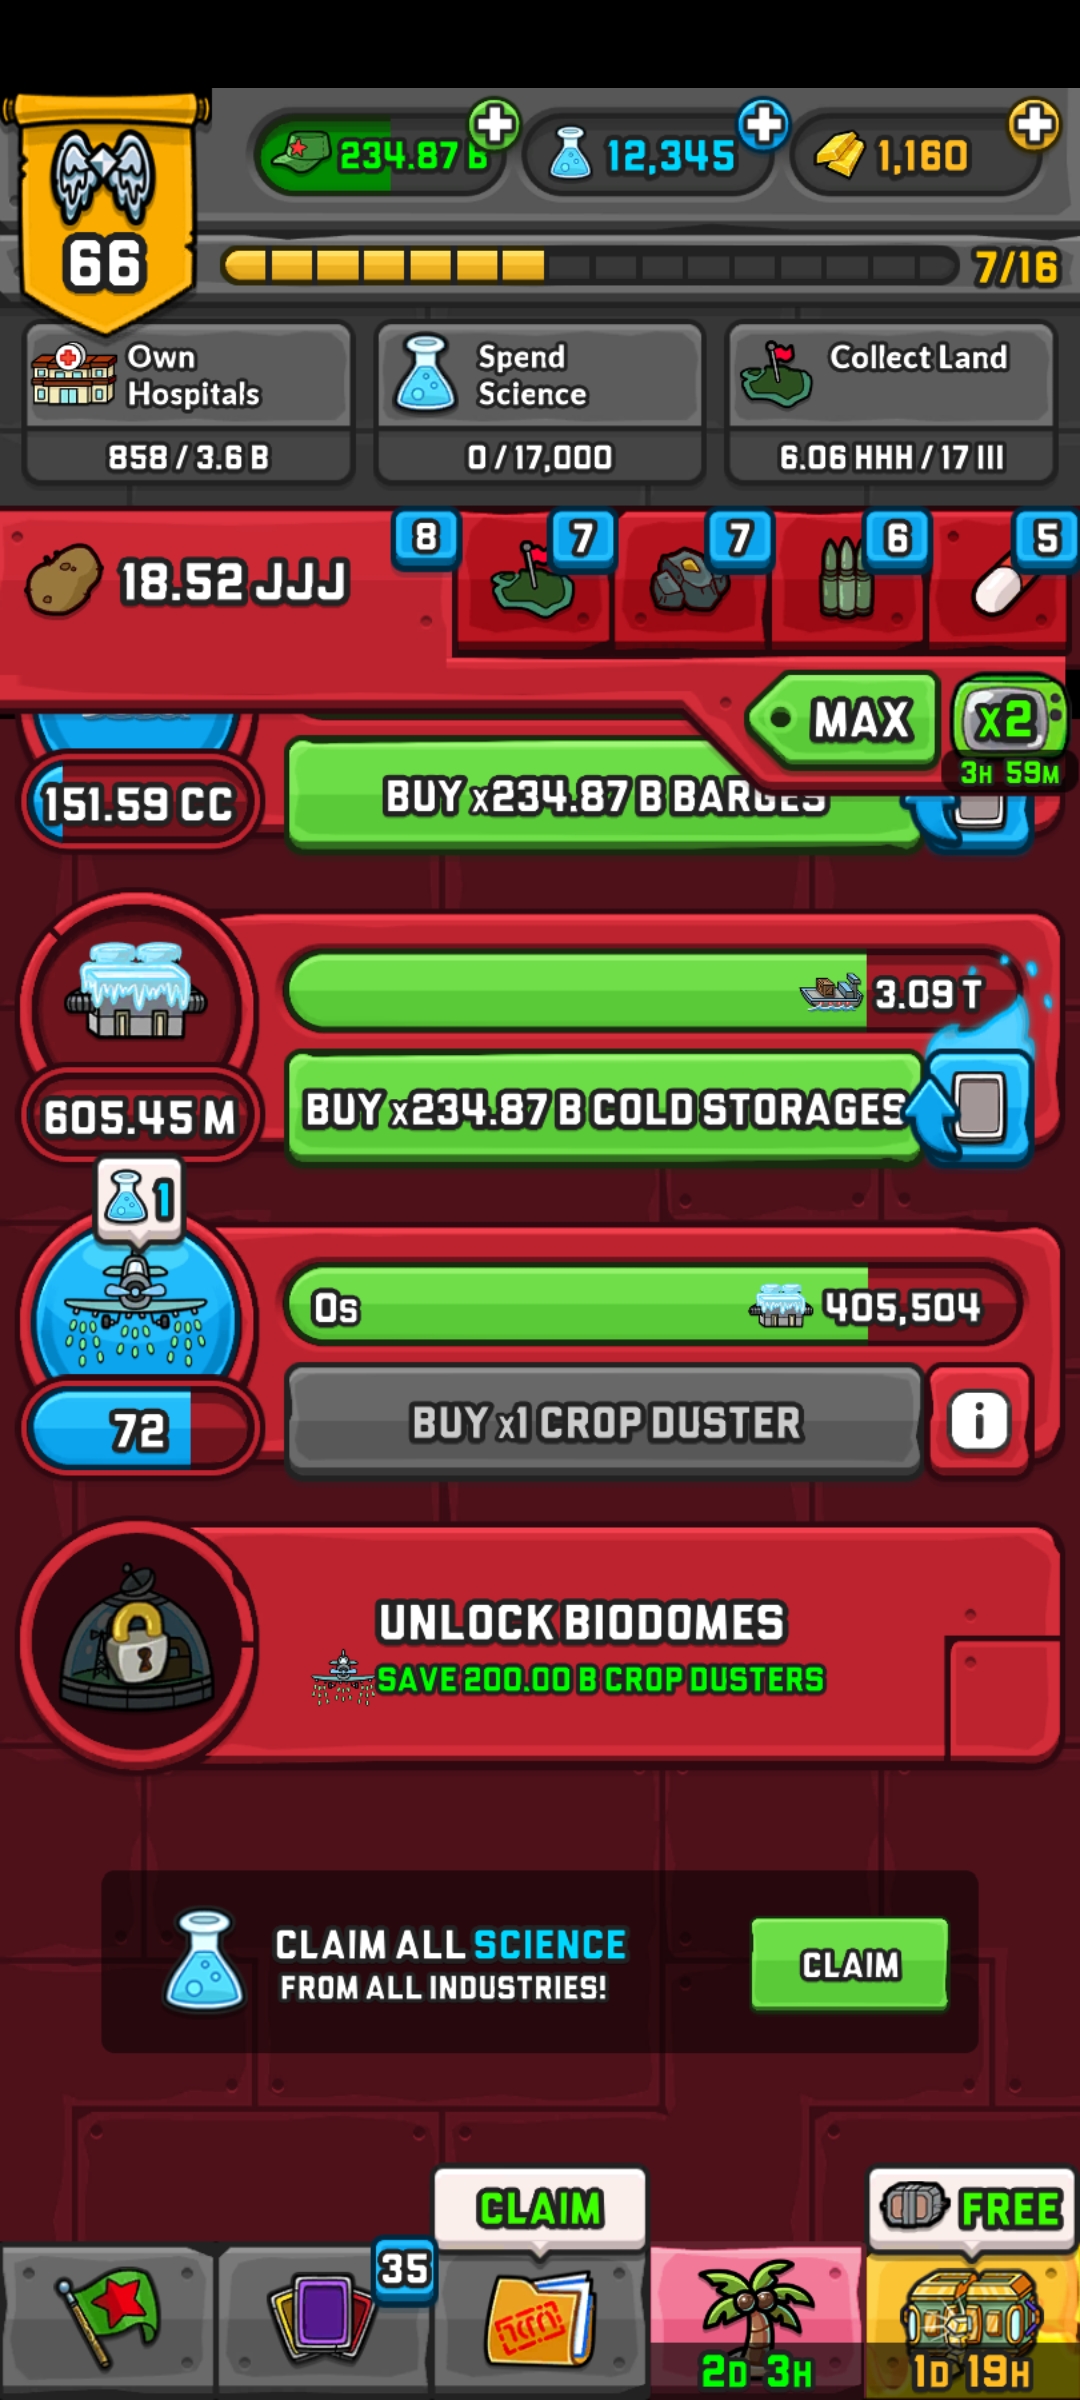 234.87 B
12,345
1,160
66
7/16
Own
Hospitals
858 / 3.6 B
Spend
Science
0 / 17,000
Collect Land
6.06 HHH / 17 III
18.52 JJJ
8
7
7
6
5
MAX
x2
3H 59M
151.59 CC
BUY x234.87 B BARGES
3.09 T
605.45 M
BUY x234.87 B COLD STORAGES
1
0s
405,504
72
BUY x1 CROP DUSTER
i
UNLOCK BIODOMES
SAVE 200.00 B CROP DUSTERS
CLAIM ALL SCIENCE
FROM ALL INDUSTRIES!
CLAIM
CLAIM
FREE
35
2D 3H
1D 19H